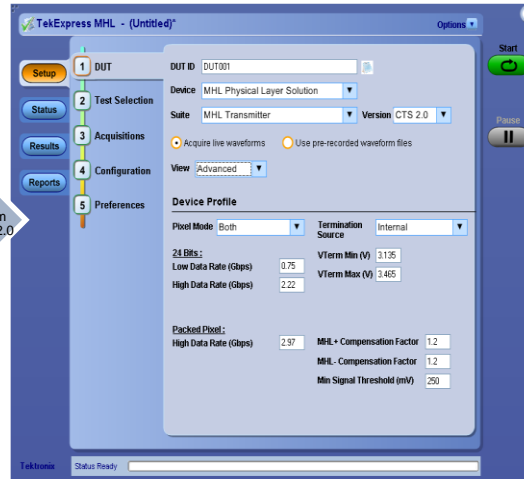 TekExpress MHL - (Untitled)*
Options
Start
Setup
1 DUT
DUT ID DUT001
Device MHL Physical Layer Solution
Status
2 Test Selection
Suite MHL Transmitter Version CTS 2.0
Pause
Results
3 Acquisitions
Acquire live waveforms Use pre-recorded waveform files
Reports
4 Configuration
View Advanced
5 Preferences
Device Profile
2.0
Pixel Mode Both Termination Source Internal
24 Bits :
VTerm Min (V) 3.135
Low Data Rate (Gbps) 0.75
VTerm Max (V) 3.465
High Data Rate (Gbps) 2.22
Packed Pixel :
High Data Rate (Gbps) 2.97 MHL+ Compensation Factor 1.2
MHL- Compensation Factor 1.2
Min Signal Threshold (mV) 250
Tektronix Status Ready